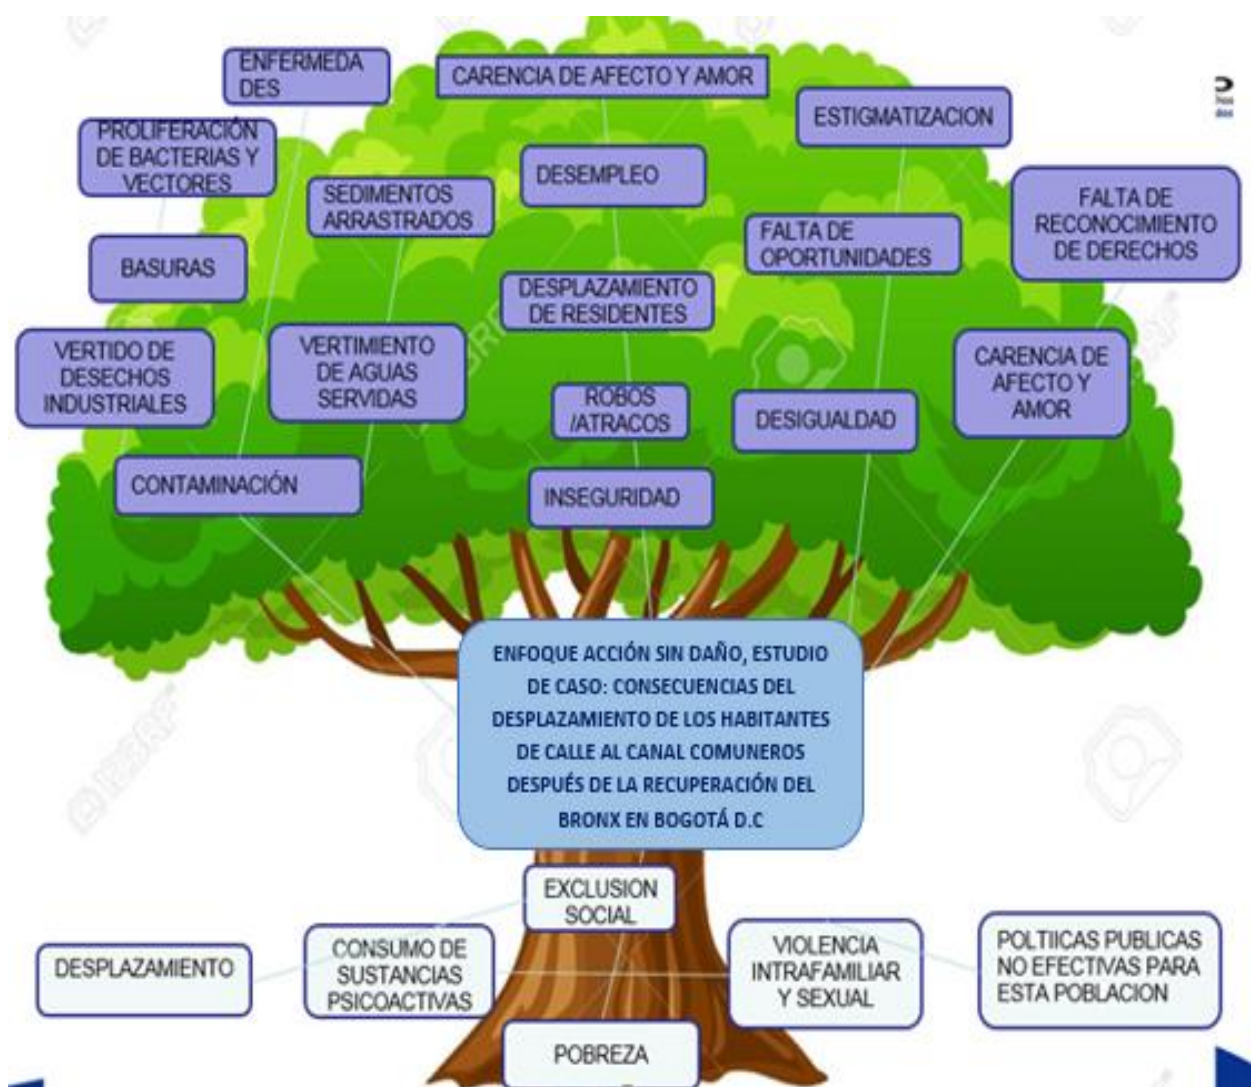 ENFERMEDA
DES
CARENCIA DE AFECTO Y AMOR
ESTIGMATIZACION
PROLIFERACIÓN
DE BACTERIAS Y
VECTORES
SEDIMENTOS
ARRASTRADOS
DESEMPLEO
FALTA DE
RECONOCIMIENTO
DE DERECHOS
BASURAS
FALTA DE
OPORTUNIDADES
DESPLAZAMIENTO
DE RESIDENTES
VERTIDO DE
DESECHOS
INDUSTRIALES
VERTIMIENTO
DE AGUAS
SERVIDAS
ROBOS
/ATRACOS
DESIGUALDAD
CARENCIA DE
AFECTO Y
AMOR
CONTAMINACIÓN
INSEGURIDAD
ENFOQUE ACCIÓN SIN DAÑO, ESTUDIO
DE CASO: CONSECUENCIAS DEL
DESPLAZAMIENTO DE LOS HABITANTES
DE CALLE AL CANAL COMUNEROS
DESPUÉS DE LA RECUPERACIÓN DEL
BRONX EN BOGOTÁ D.C
EXCLUSION
SOCIAL
DESPLAZAMIENTO
CONSUMO DE
SUSTANCIAS
PSICOACTIVAS
VIOLENCIA
INTRAFAMILIAR
Y SEXUAL
POLTIICAS PUBLICAS
NO EFECTIVAS PARA
ESTA POBLACION
POBREZA
123RF